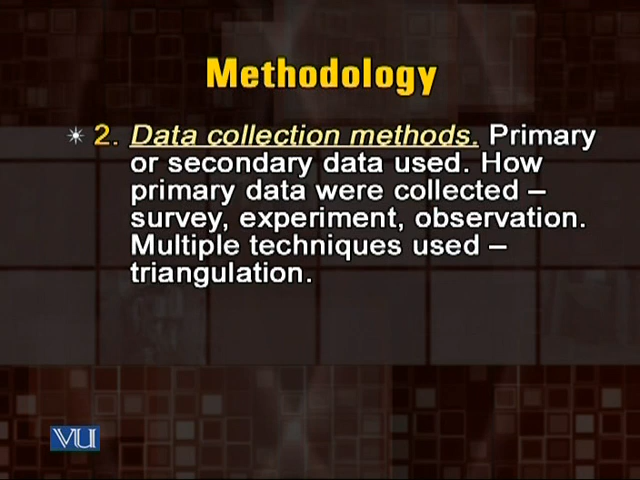 Methodology
2. Data collection methods. Primary
or secondary data used. How
primary data were collected –
survey, experiment, observation.
Multiple techniques used –
triangulation.
VU